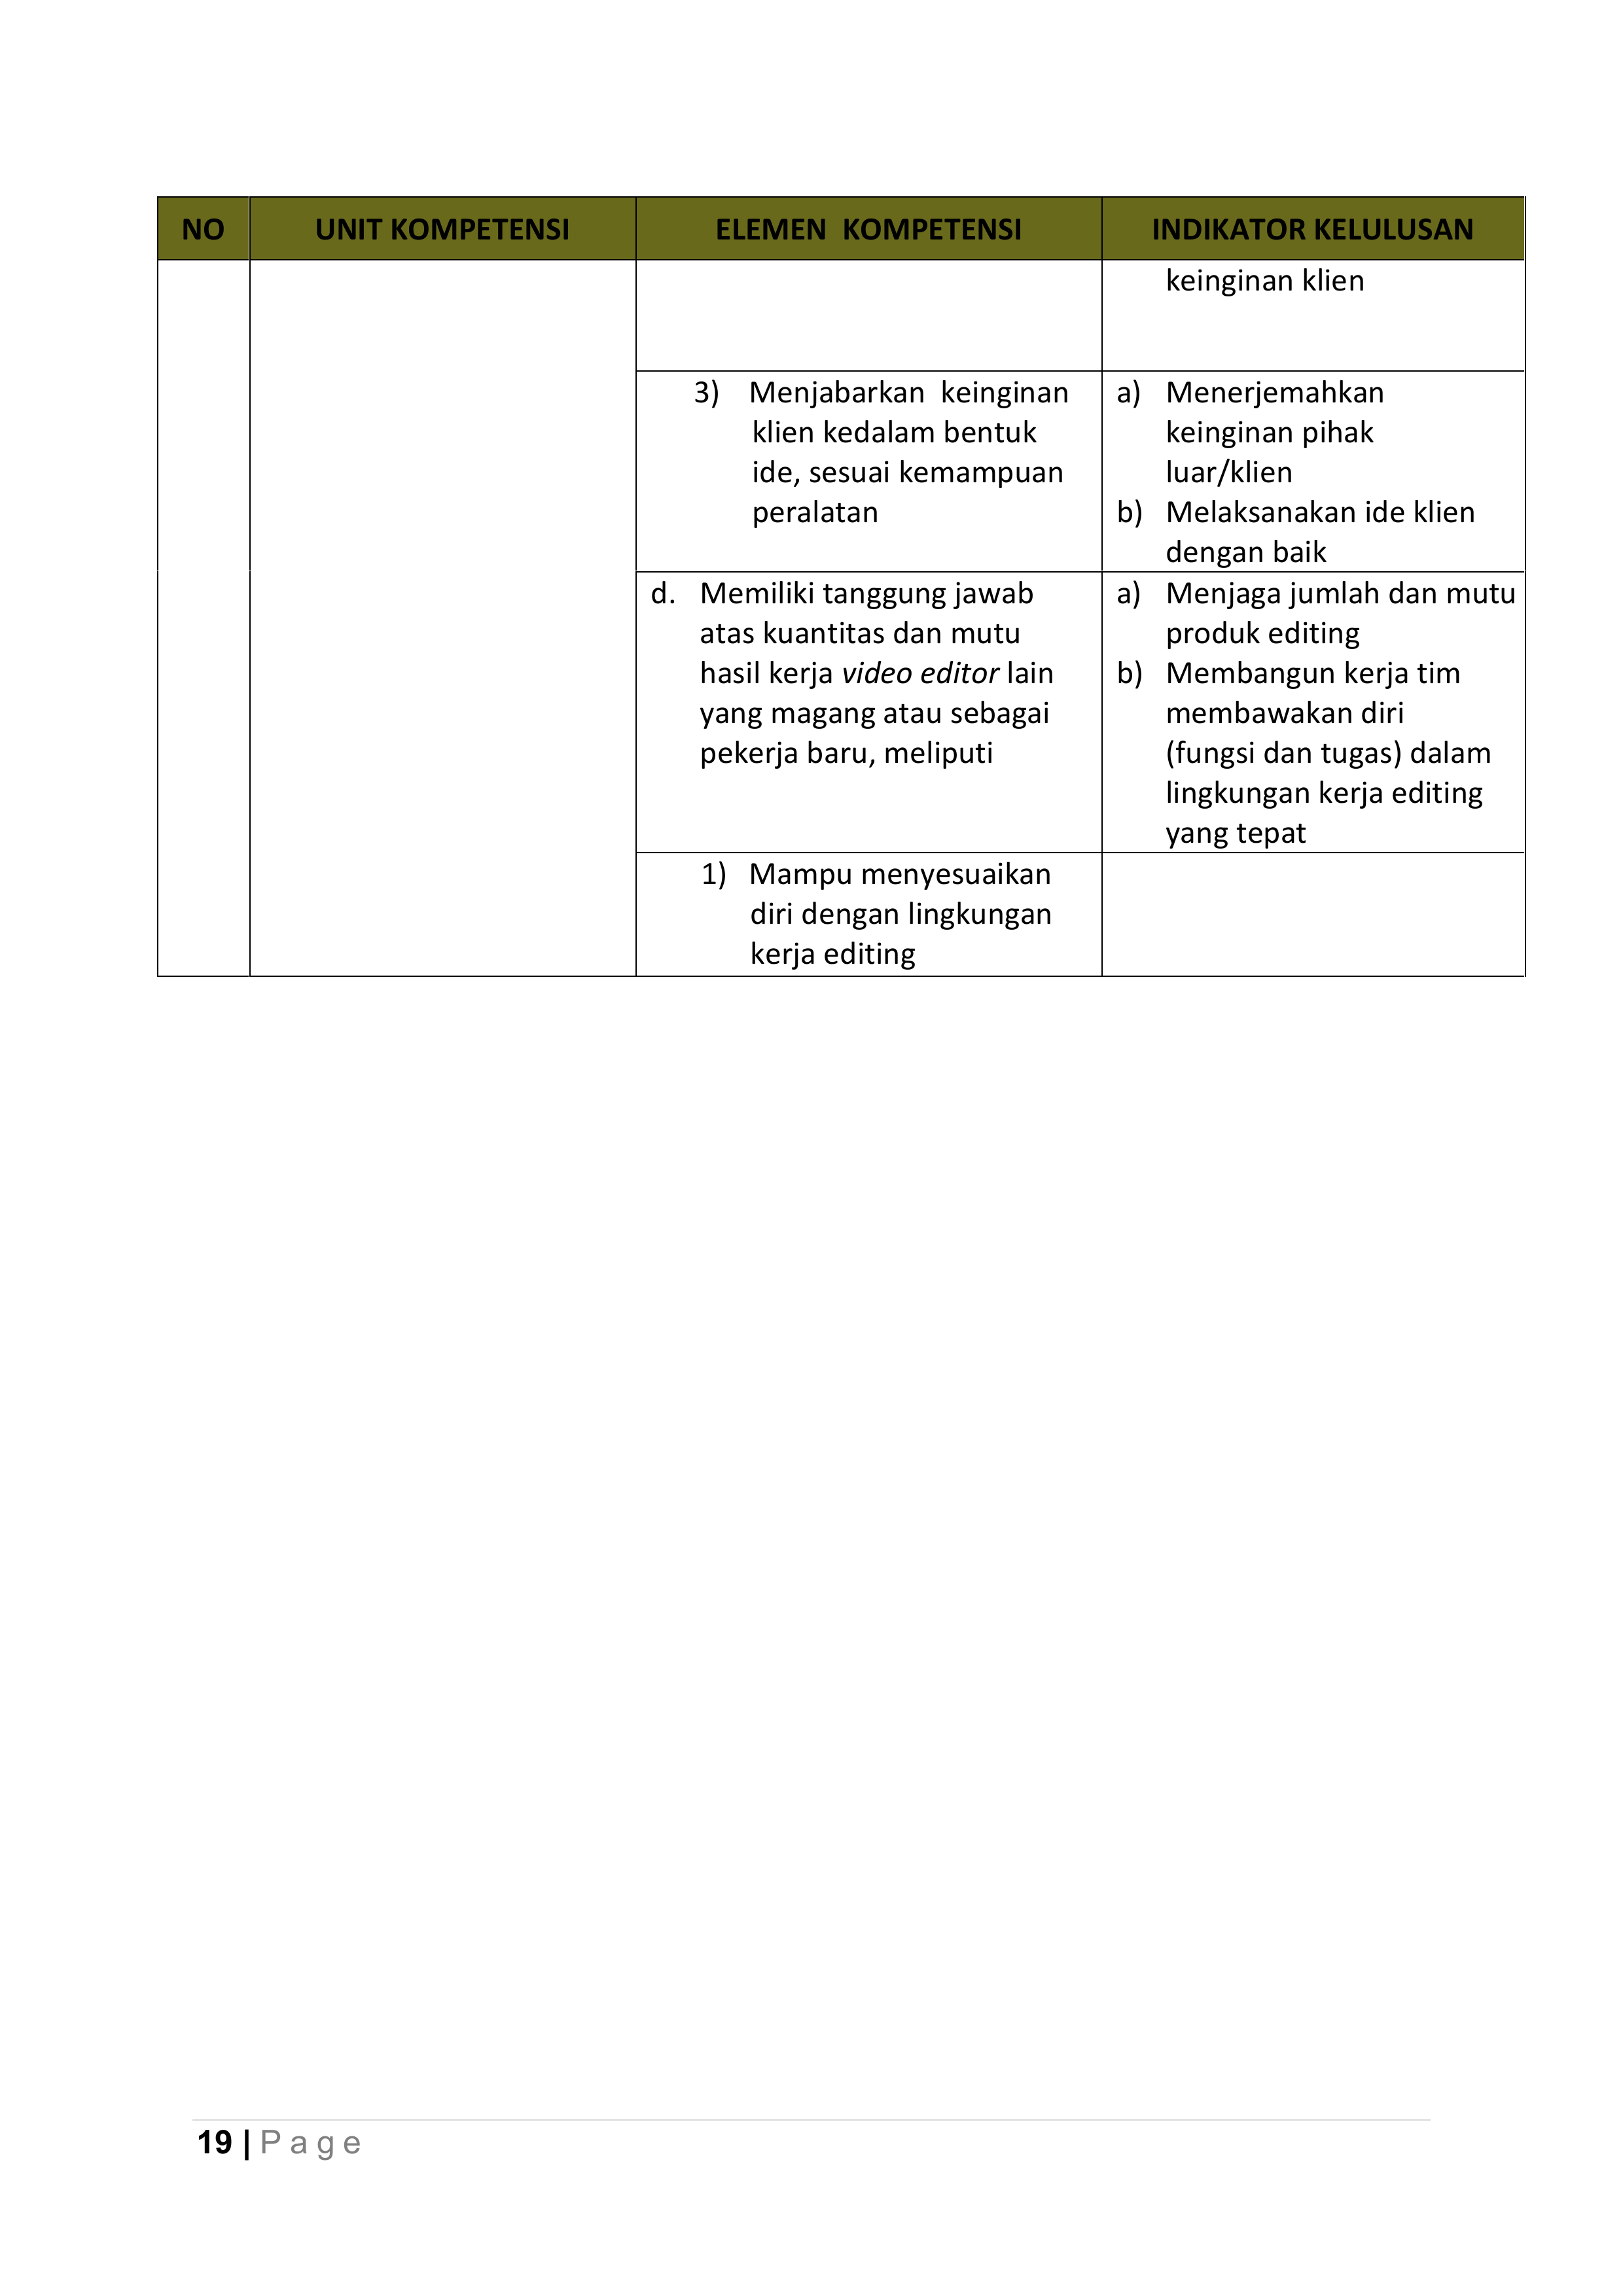 NO UNIT KOMPETENSI ELEMEN KOMPETENSI INDIKATOR KELULUSAN
keinginan klien
3) Menjabarkan keinginan
klien kedalam bentuk
ide, sesuai kemampuan
peralatan
a) Menerjemahkan
keinginan pihak
luar/klien
b) Melaksanakan ide klien
dengan baik
d. Memiliki tanggung jawab
atas kuantitas dan mutu
hasil kerja video editor lain
yang magang atau sebagai
pekerja baru, meliputi
a) Menjaga jumlah dan mutu
produk editing
b) Membangun kerja tim
membawakan diri
(fungsi dan tugas) dalam
lingkungan kerja editing
yang tepat
1) Mampu menyesuaikan
diri dengan lingkungan
kerja editing
19 | Page